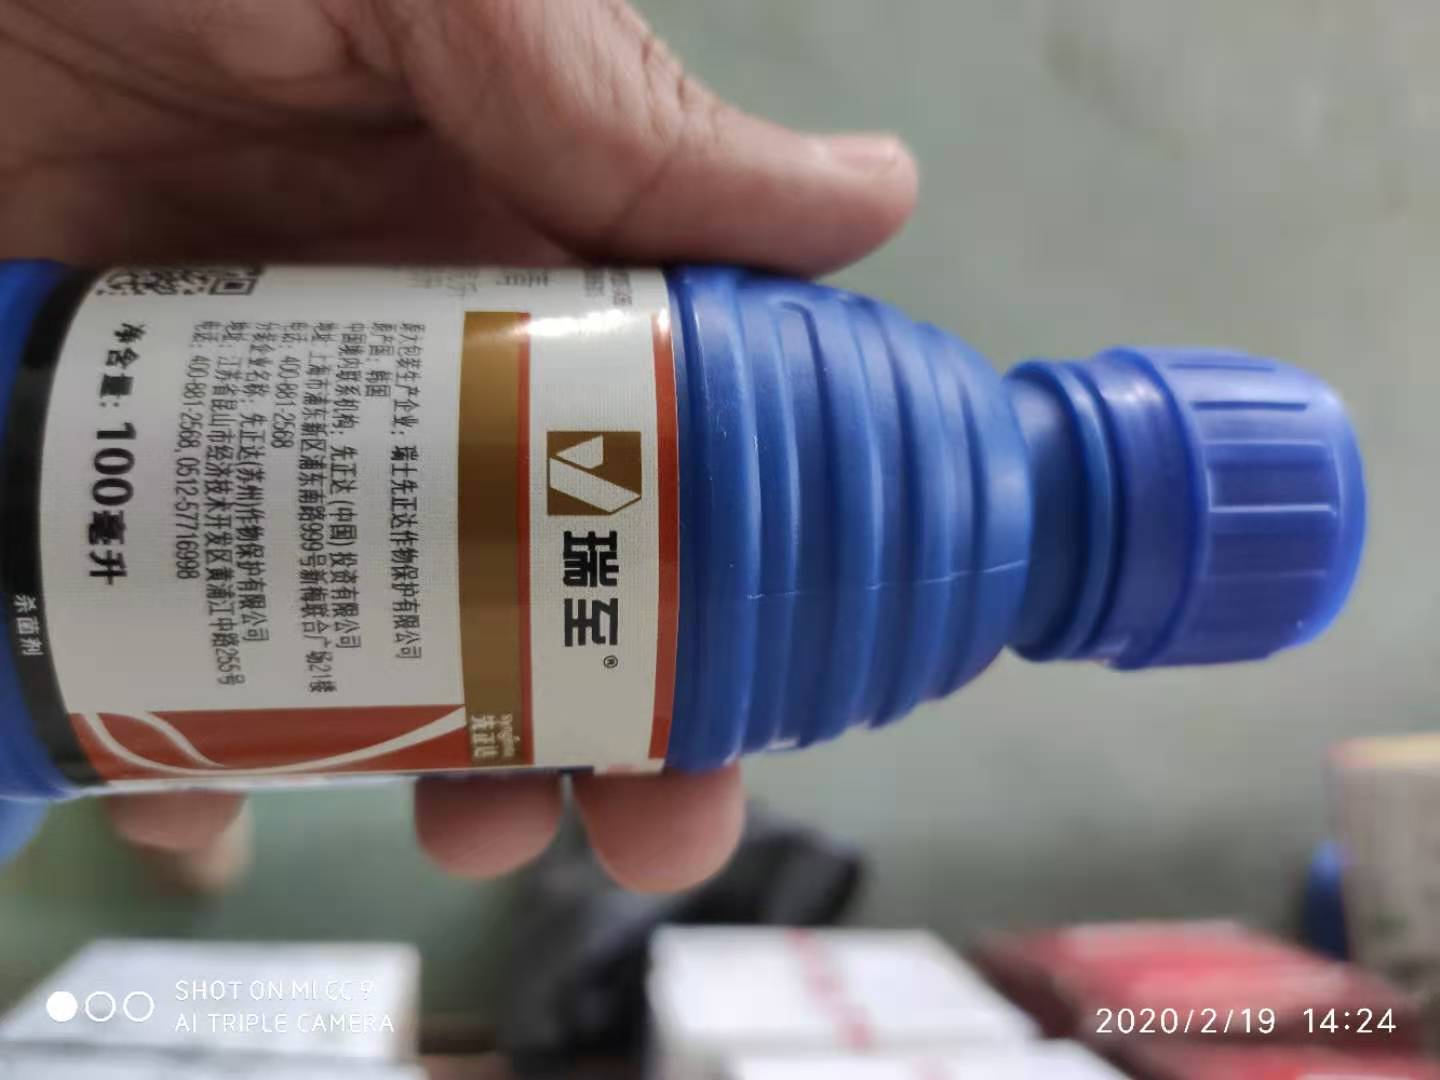 瑞至®
syngenta
先正达
原大包装生产企业：瑞士先正达作物保护有限公司
原产国：韩国
中国境内联系机构：先正达(中国)投资有限公司
地址：上海市浦东新区浦东南路999号新梅联合广场21楼
电话：400-881-2568
分装企业名称：先正达(苏州)作物保护有限公司
地址：江苏省昆山市经济技术开发区黄浦江中路255号
电话：400-881-2568, 0512-57716998
净含量：100毫升
杀菌剂
SHOT ON MI CC 9
AI TRIPLE CAMERA
2020/2/19 14:24